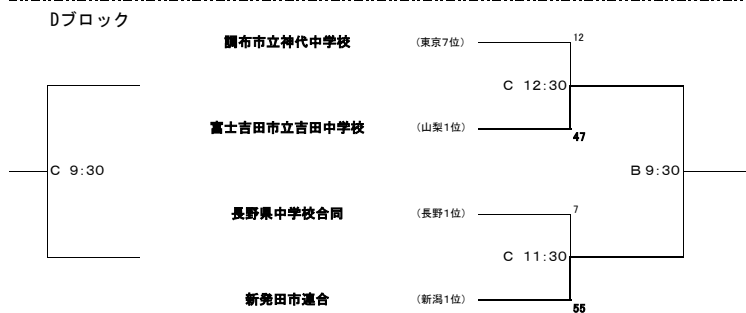 Dブロック
調布市立神代中学校 (東京7位) 12
C 12:30
富士吉田市立吉田中学校 (山梨1位) 47
C 9:30 B 9:30
長野県中学校合同 (長野1位) 7
C 11:30
新発田市連合 (新潟1位) 55